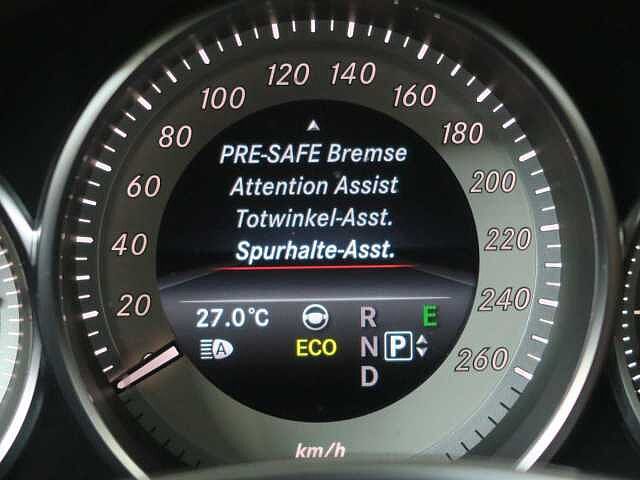 20
40
60
80
100
120
140
160
180
200
220
240
260
PRE-SAFE Bremse
Attention Assist
Totwinkel-Asst.
Spurhalte-Asst.
27.0°C
R
E
A
ECO
N
P
D
km/h